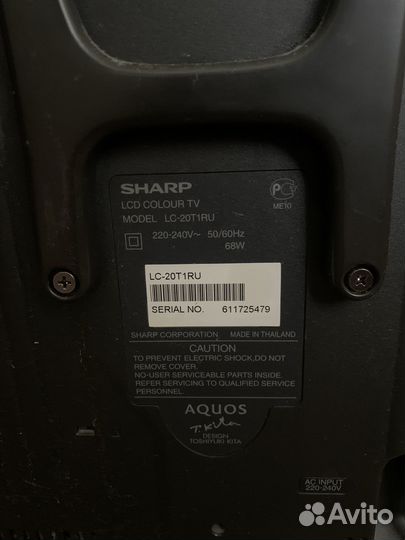 SHARP
LCD COLOUR TV
MODEL LC-20T1RU
220-240V~ 50/60Hz
68W
ME10
LC-20T1RU
SERIAL NO. 611725479
SHARP CORPORATION MADE IN THAILAND
CAUTION
TO PREVENT ELECTRIC SHOCK,DO NOT
REMOVE COVER.
NO-USER SERVICEABLE PARTS INSIDE.
REFER SERVICING TO QUALIFIED SERVICE
PERSONNEL.
AQUOS
T. Kita
DESIGN
TOSHIYUKI KITA
AC INPUT
220-240V
Avito